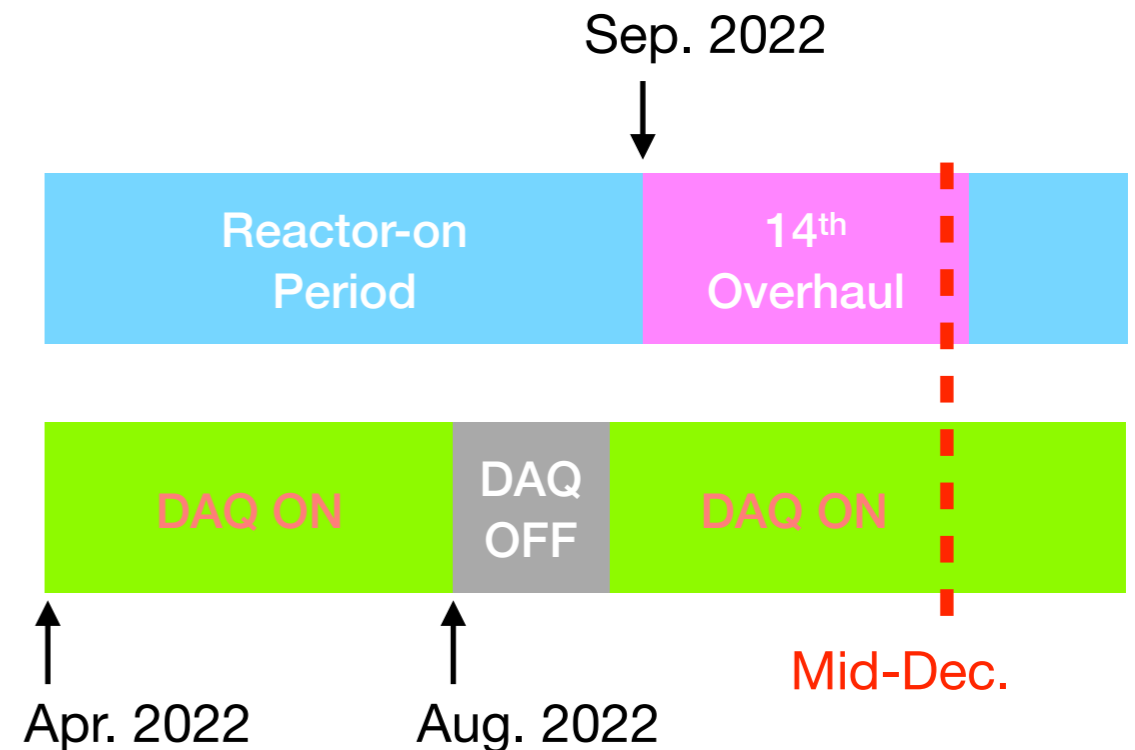 Sep. 2022
Reactor-on
Period
14th
Overhaul
DAQ ON
DAQ
OFF
DAQ ON
Mid-Dec.
Apr. 2022
Aug. 2022